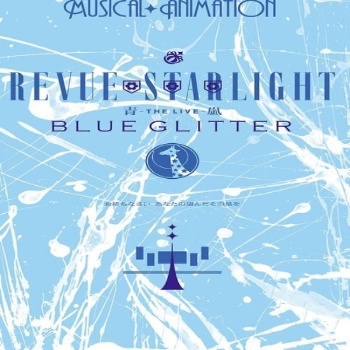 MUSICAL ANIMATION
REVUE STARLIGHT
青 -THE LIVE- 嵐
BLUE GLITTER